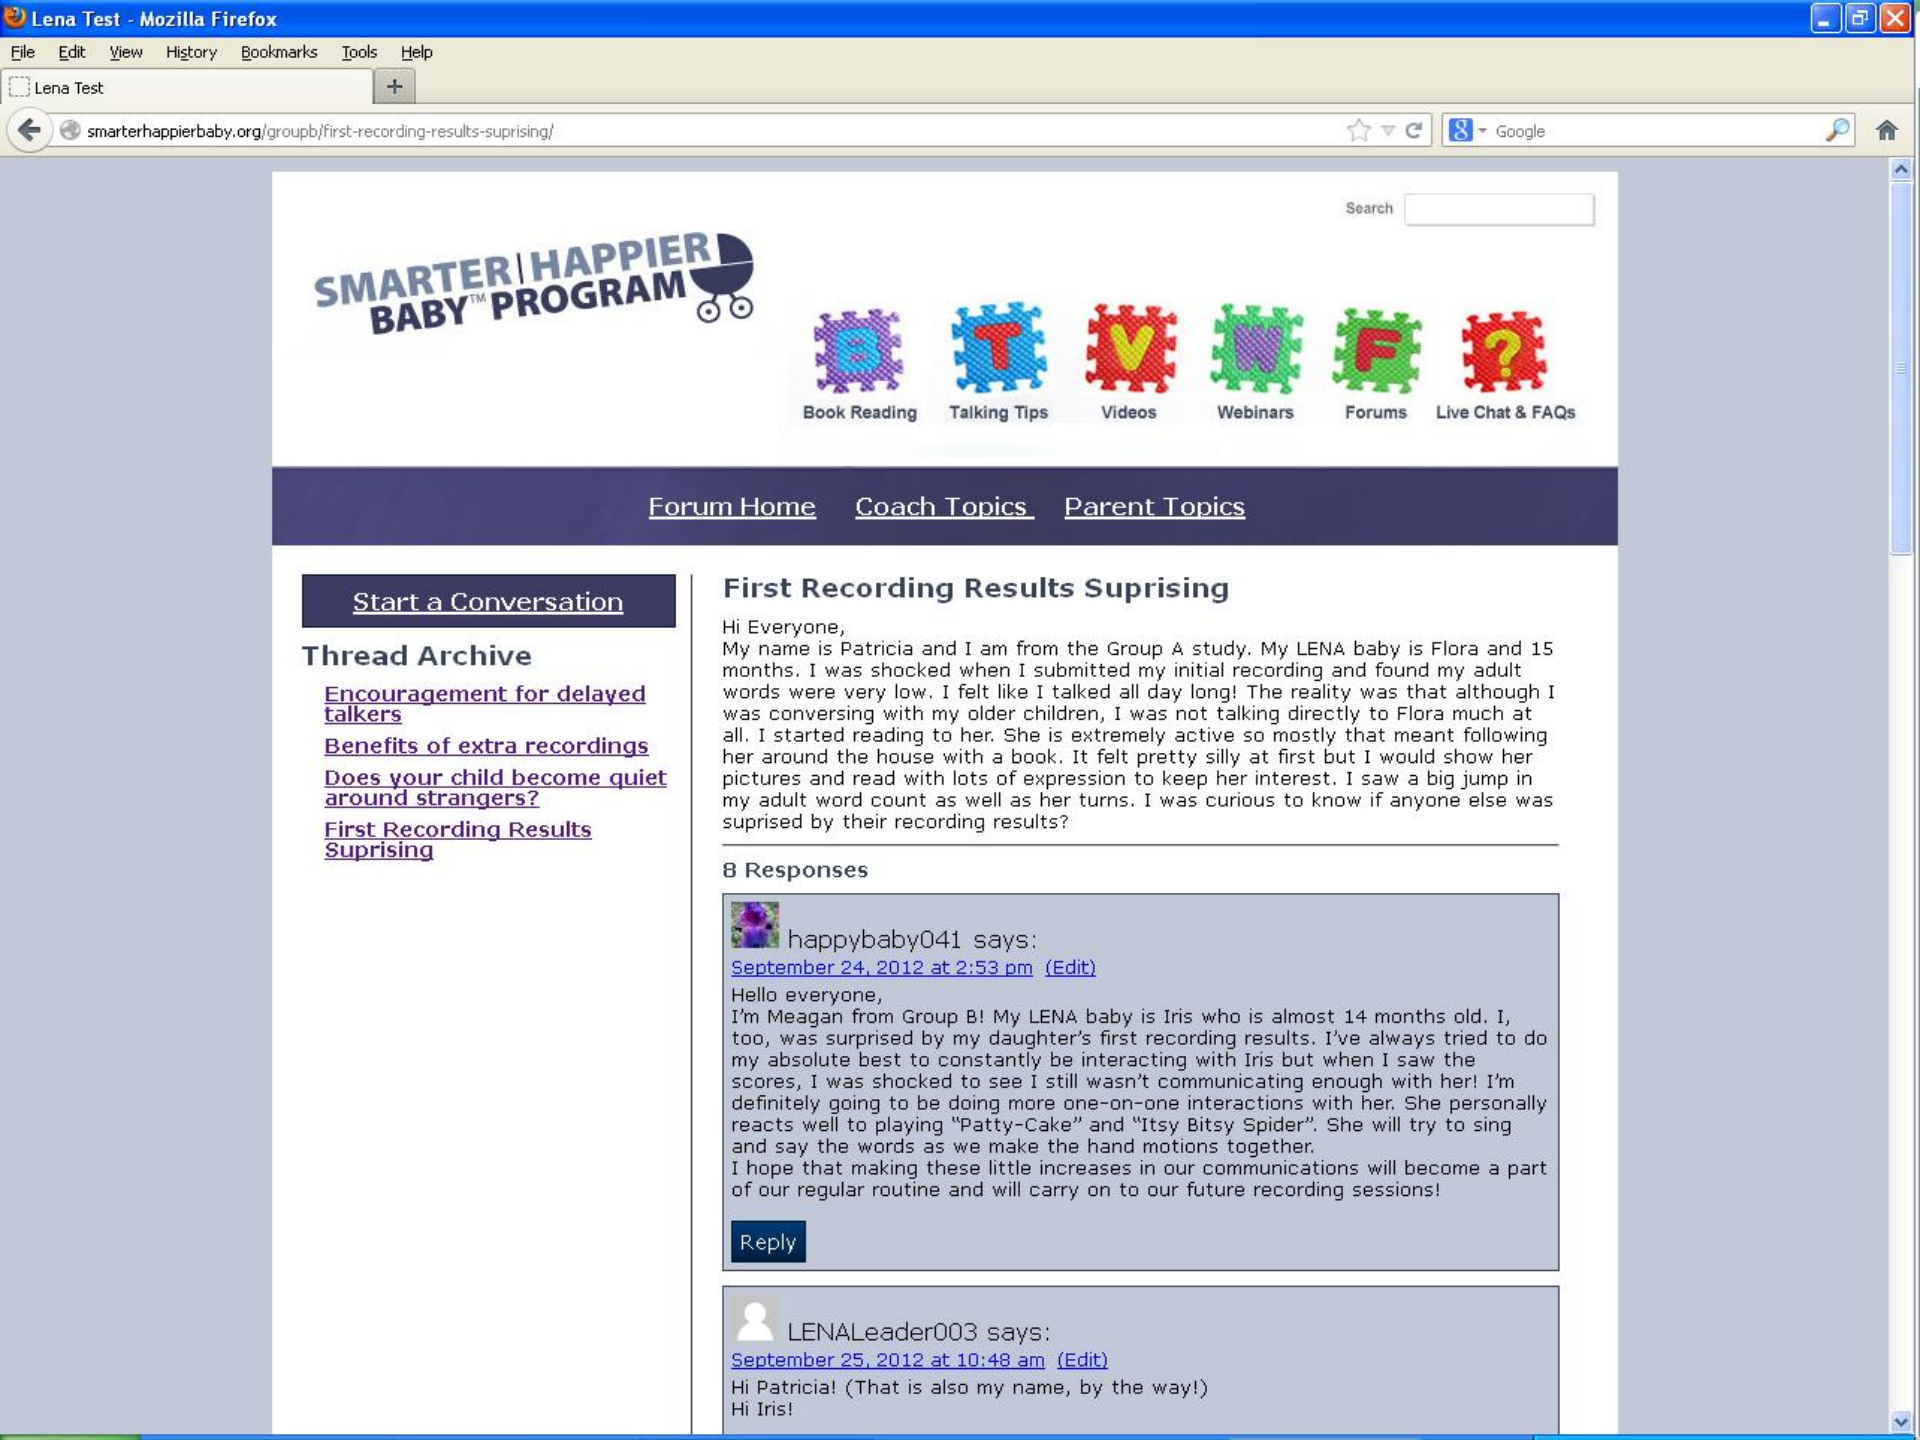 Lena Test - Mozilla Firefox
File Edit View History Bookmarks Tools Help
Lena Test
+
smarterhappierbaby.org/groupb/first-recording-results-suprising/
8 Google
Search
SMARTER|HAPPIER
BABY™ PROGRAM
B T V W F ?
Book Reading Talking Tips Videos Webinars Forums Live Chat & FAQs
Forum Home Coach Topics Parent Topics
Start a Conversation
Thread Archive
Encouragement for delayed
talkers
Benefits of extra recordings
Does your child become quiet
around strangers?
First Recording Results
Suprising
First Recording Results Suprising
Hi Everyone,
My name is Patricia and I am from the Group A study. My LENA baby is Flora and 15
months. I was shocked when I submitted my initial recording and found my adult
words were very low. I felt like I talked all day long! The reality was that although I
was conversing with my older children, I was not talking directly to Flora much at
all. I started reading to her. She is extremely active so mostly that meant following
her around the house with a book. It felt pretty silly at first but I would show her
pictures and read with lots of expression to keep her interest. I saw a big jump in
my adult word count as well as her turns. I was curious to know if anyone else was
suprised by their recording results?
8 Responses
happybaby041 says:
September 24, 2012 at 2:53 pm (Edit)
Hello everyone,
I'm Meagan from Group B! My LENA baby is Iris who is almost 14 months old. I,
too, was surprised by my daughter's first recording results. I've always tried to do
my absolute best to constantly be interacting with Iris but when I saw the
scores, I was shocked to see I still wasn't communicating enough with her! I'm
definitely going to be doing more one-on-one interactions with her. She personally
reacts well to playing “Patty-Cake” and “Itsy Bitsy Spider”. She will try to sing
and say the words as we make the hand motions together.
I hope that making these little increases in our communications will become a part
of our regular routine and will carry on to our future recording sessions!
Reply
LENALeader003 says:
September 25, 2012 at 10:48 am (Edit)
Hi Patricia! (That is also my name, by the way!)
Hi Iris!